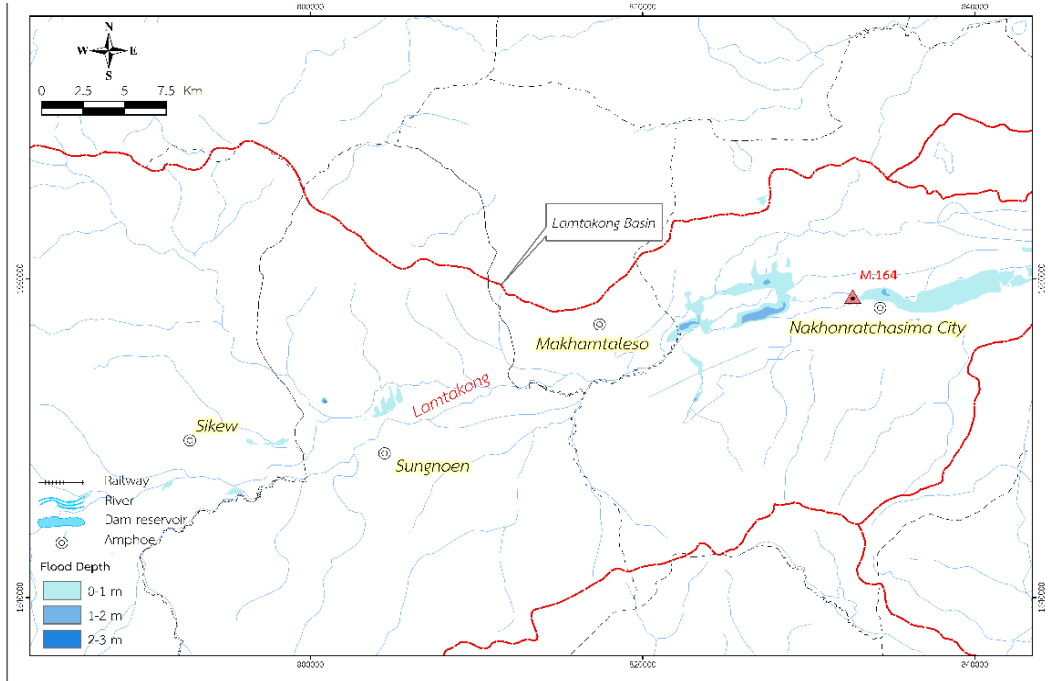 800000
820000
840000
N
W E
S
0 2.5 5 7.5 Km
Lamtakong Basin
M.164
Nakhonratchasima City
Makhamtaleso
Lamtakong
Sikew
Sungnoen
Railway
River
Dam reservoir
Amphoe
Flood Depth
0-1 m
1-2 m
2-3 m
800000
820000
840000